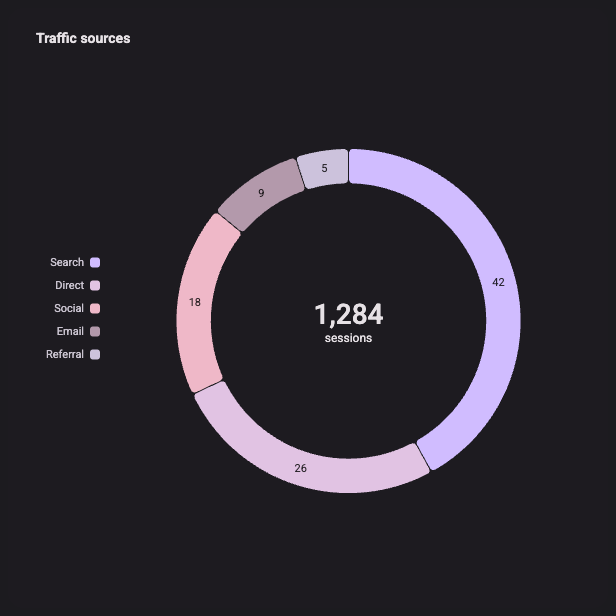 Traffic sources
5
9
42
18
26
Search
Direct
Social
Email
Referral
1,284
sessions